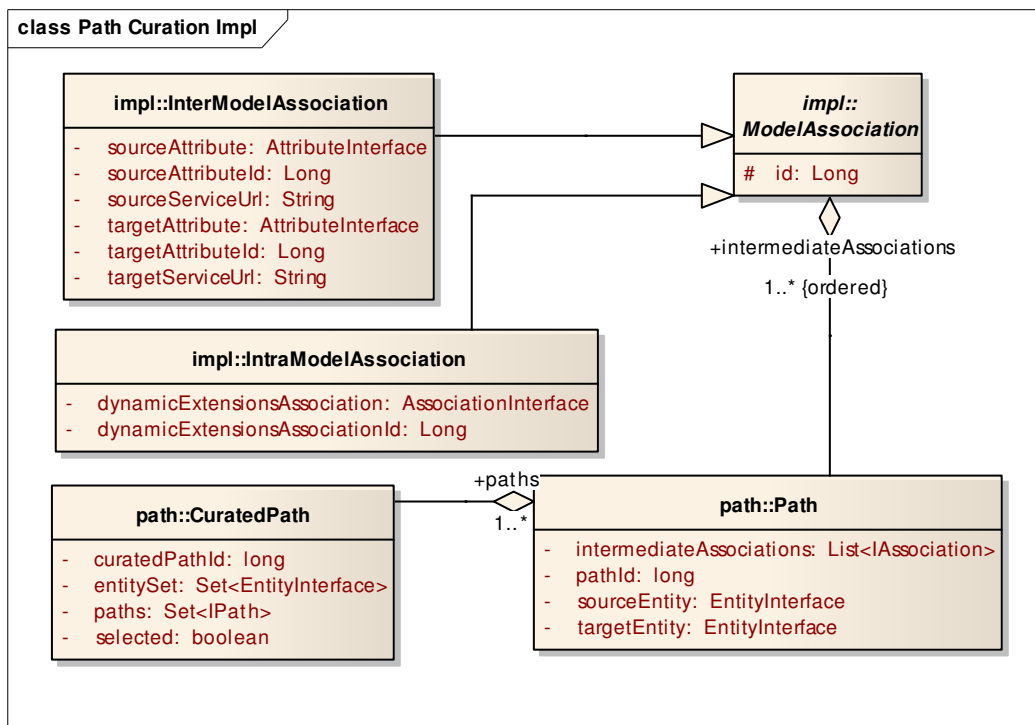 class Path Curation Impl
impl::InterModelAssociation
- sourceAttribute: AttributeInterface
- sourceAttributeId: Long
- sourceServiceUrl: String
- targetAttribute: AttributeInterface
- targetAttributeId: Long
- targetServiceUrl: String
impl::
ModelAssociation
# id: Long
+intermediateAssociations
1..* {ordered}
impl::IntraModelAssociation
- dynamicExtensionsAssociation: AssociationInterface
- dynamicExtensionsAssociationId: Long
+paths
1..*
path::CuratedPath
- curatedPathId: long
- entitySet: Set<EntityInterface>
- paths: Set<IPath>
- selected: boolean
path::Path
- intermediateAssociations: List<IAssociation>
- pathId: long
- sourceEntity: EntityInterface
- targetEntity: EntityInterface